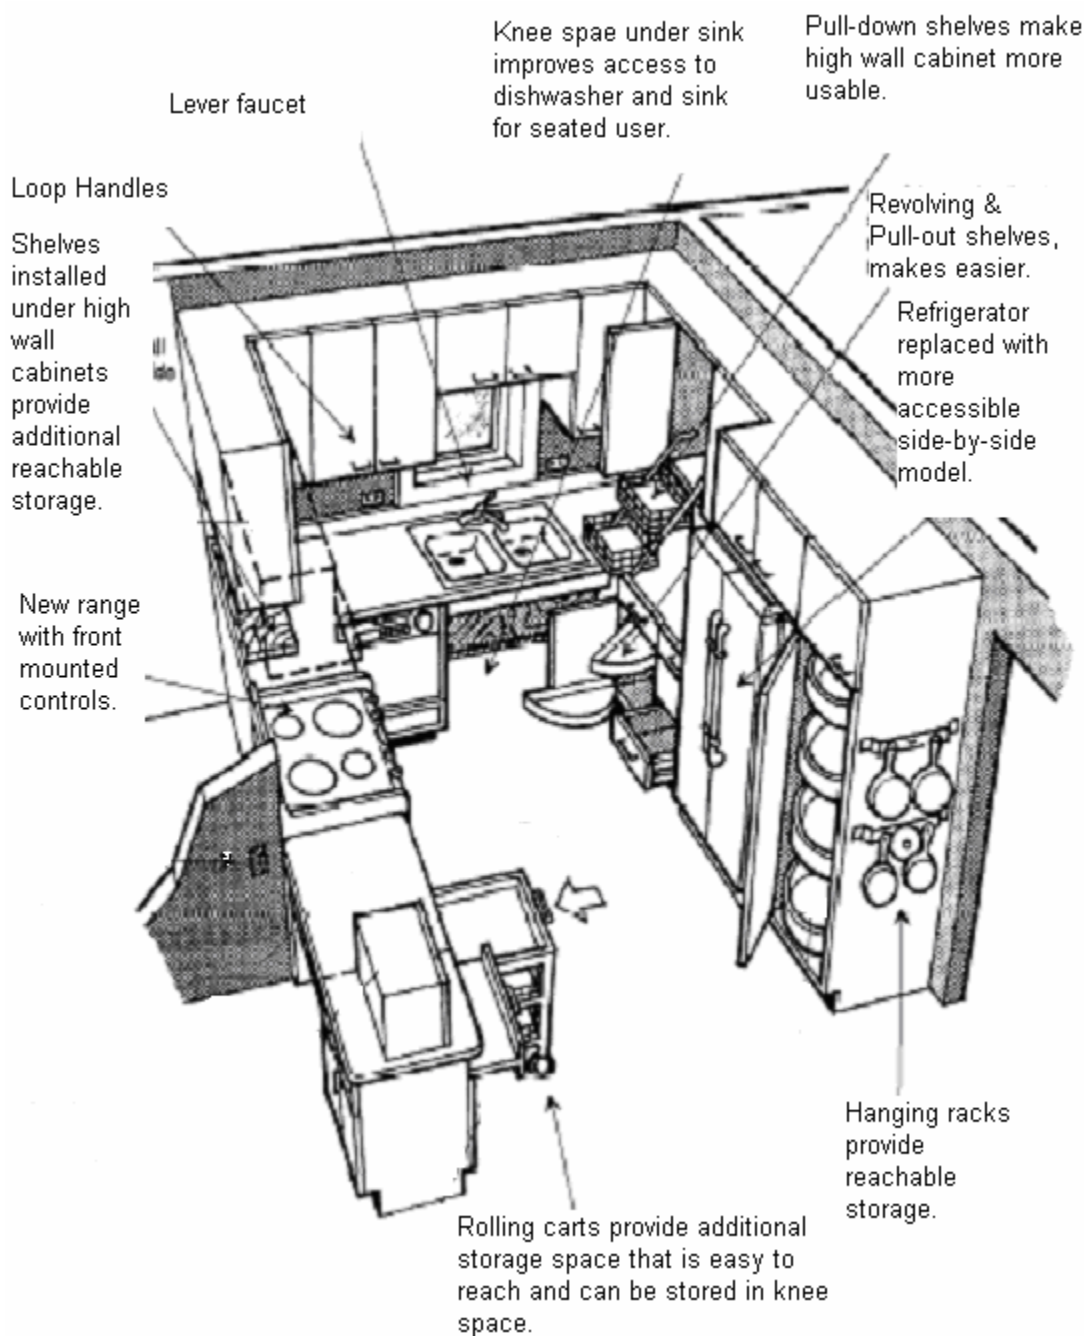 Knee spae under sink
improves access to
dishwasher and sink
for seated user.
Pull-down shelves make
high wall cabinet more
usable.
Lever faucet
Loop Handles
Revolving &
Pull-out shelves,
makes easier.
Shelves
installed
under high
wall
cabinets
provide
additional
reachable
storage.
Refrigerator
replaced with
more
accessible
side-by-side
model.
New range
with front
mounted
controls.
Hanging racks
provide
reachable
storage.
Rolling carts provide additional
storage space that is easy to
reach and can be stored in knee
space.